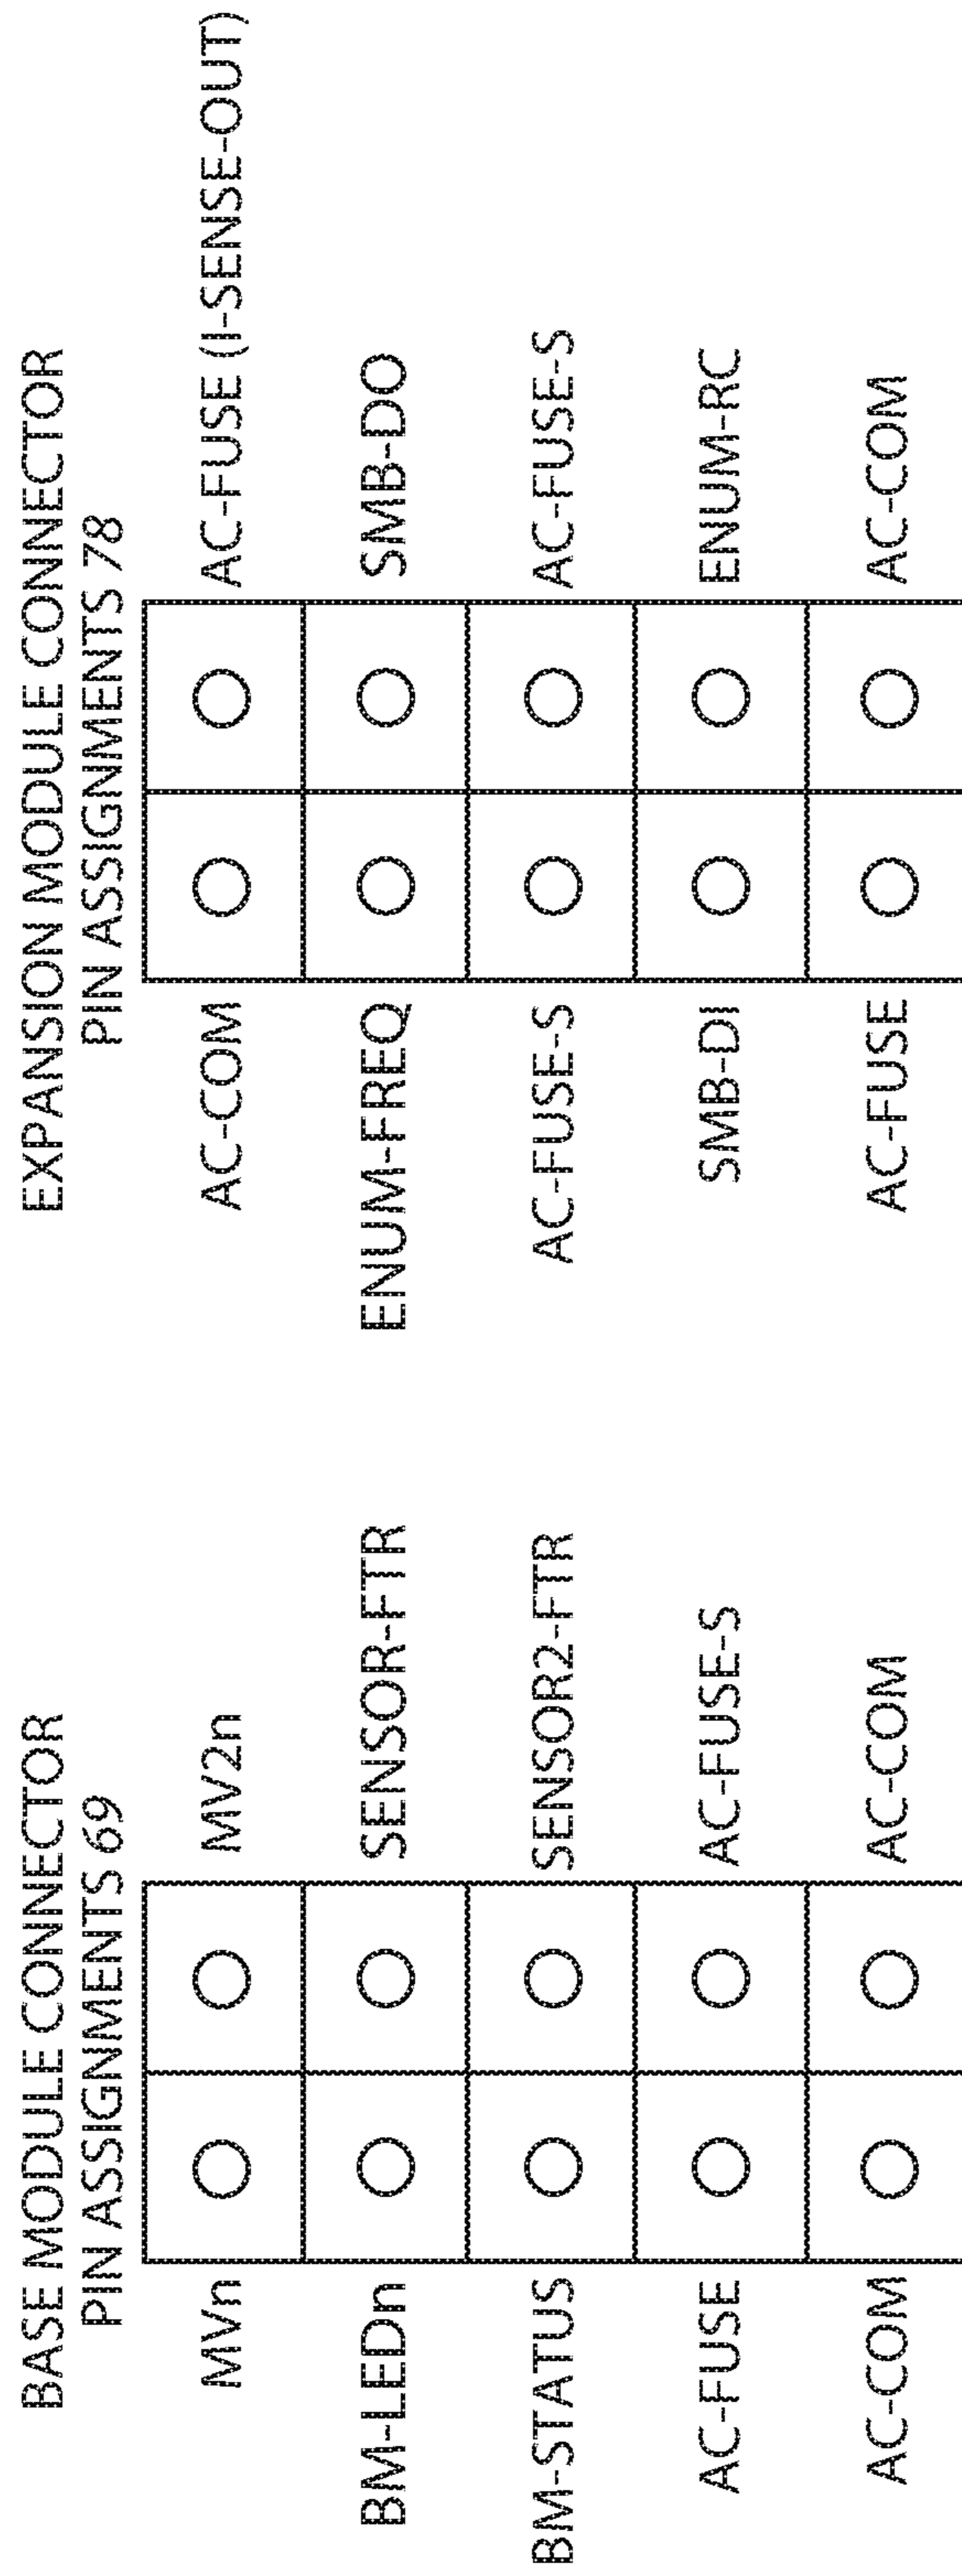 BASE MODULE CONNECTOR
PIN ASSIGNMENTS 69
MVn MV2n
BM-LEDn SENSOR-FTR
BM-STATUS SENSOR2-FTR
AC-FUSE AC-FUSE-S
AC-COM AC-COM
EXPANSION MODULE CONNECTOR
PIN ASSIGNMENTS 78
AC-COM AC-FUSE (I-SENSE-OUT)
ENUM-FREQ SMB-DO
AC-FUSE-S AC-FUSE-S
SMB-DI ENUM-RC
AC-FUSE AC-COM